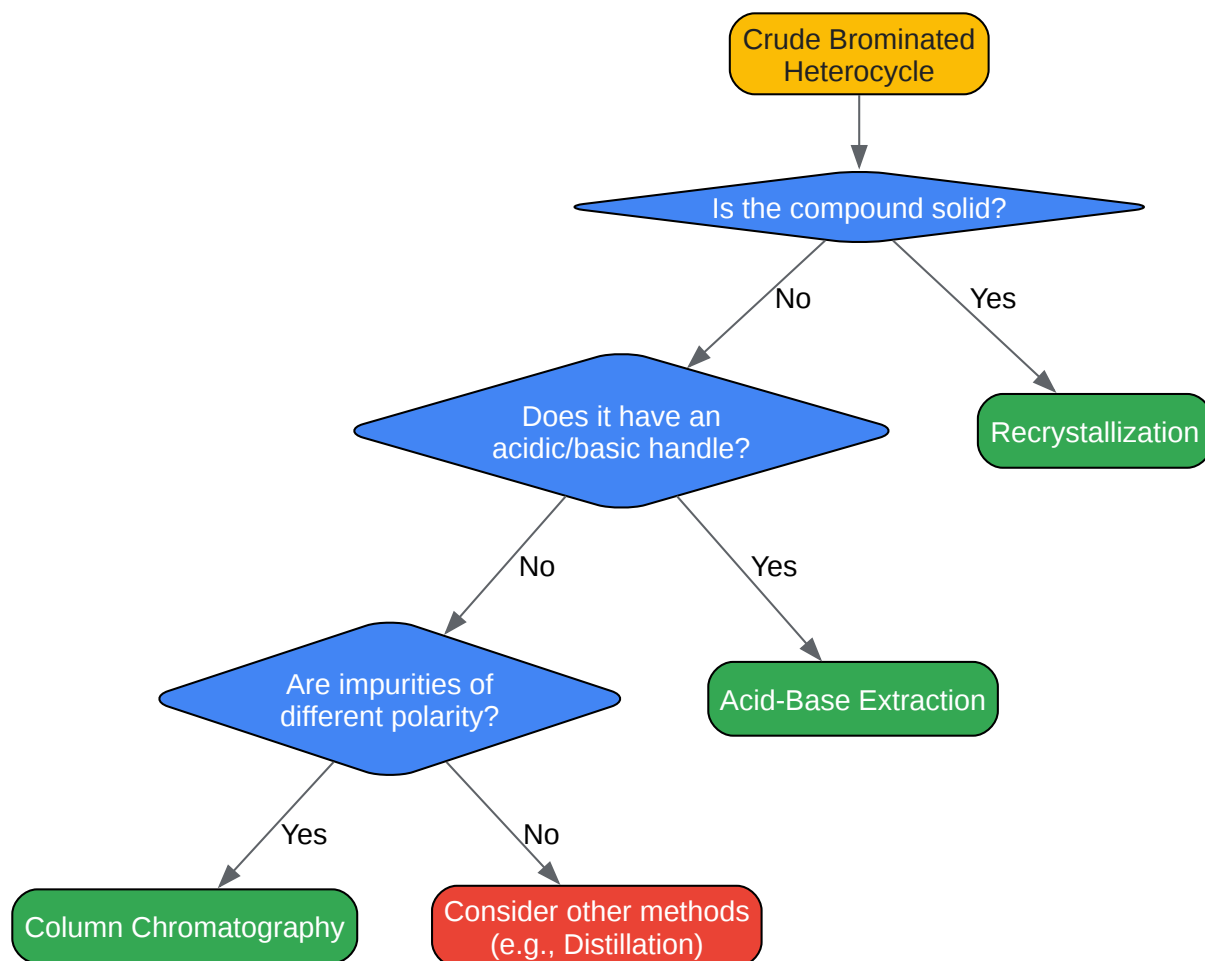 Crude Brominated
Heterocycle
Is the compound solid?
No
Yes
Does it have an
acidic/basic handle?
Recrystallization
No
Yes
Are impurities of
different polarity?
Acid-Base Extraction
Yes
No
Column Chromatography
Consider other methods
(e.g., Distillation)